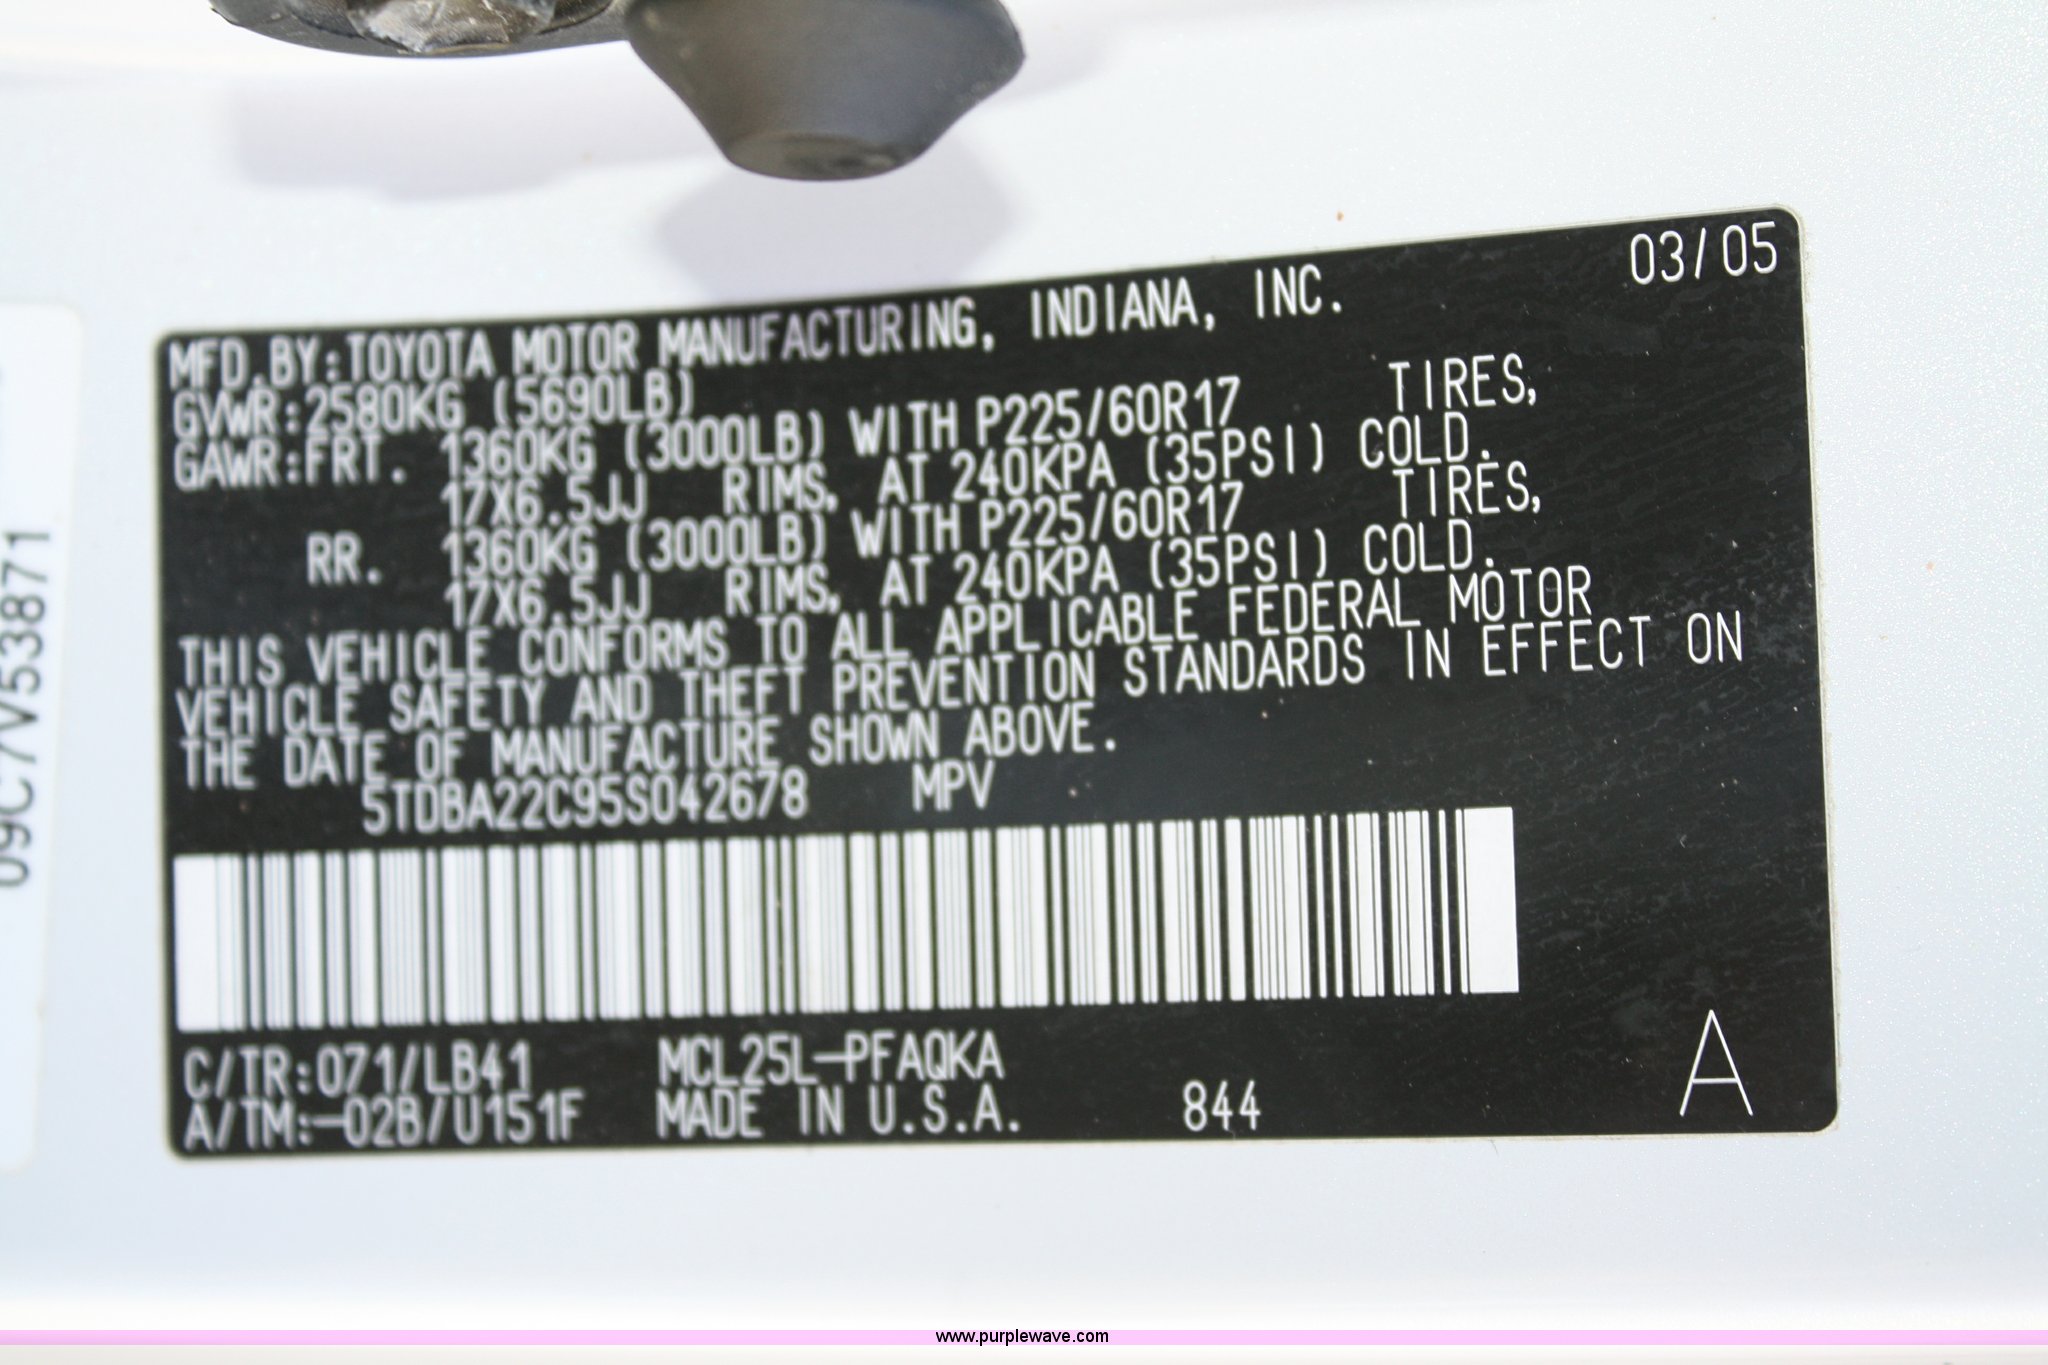 03/05
MFD.BY:TOYOTA MOTOR MANUFACTURING, INDIANA, INC.
GVWR:2580KG (5690LB)
GAWR:FRT. 1360KG (3000LB) WITH P225/60R17 TIRES,
17X6.5JJ RIMS, AT 240KPA (35PSI) COLD.
RR. 1360KG (3000LB) WITH P225/60R17 TIRES,
17X6.5JJ RIMS, AT 240KPA (35PSI) COLD.
THIS VEHICLE CONFORMS TO ALL APPLICABLE FEDERAL MOTOR
VEHICLE SAFETY AND THEFT PREVENTION STANDARDS IN EFFECT ON
THE DATE OF MANUFACTURE SHOWN ABOVE.
5TDBA22C95S042678 MPV
C/TR:071/LB41 MCL25L-PFAQKA
A/TM:-02B/U151F MADE IN U.S.A. 844
A
09C7V53871
www.purplewave.com